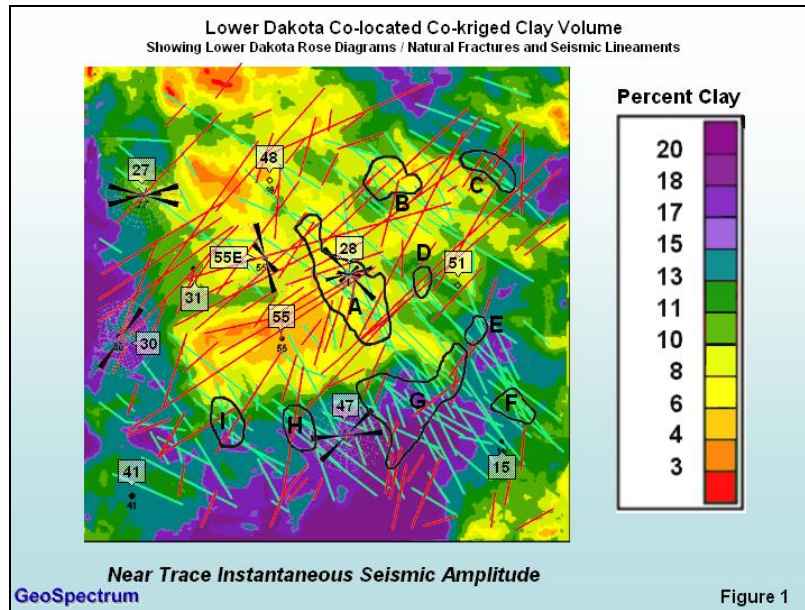 Lower Dakota Co-located Co-kriged Clay Volume
Showing Lower Dakota Rose Diagrams / Natural Fractures and Seismic Lineaments
Percent Clay
20
18
17
15
13
11
10
8
6
4
3
27
48
B
C
55E
28
D
51
31
A
55
E
30
I
H
47
G
F
15
41
41
Near Trace Instantaneous Seismic Amplitude
GeoSpectrum
Figure 1